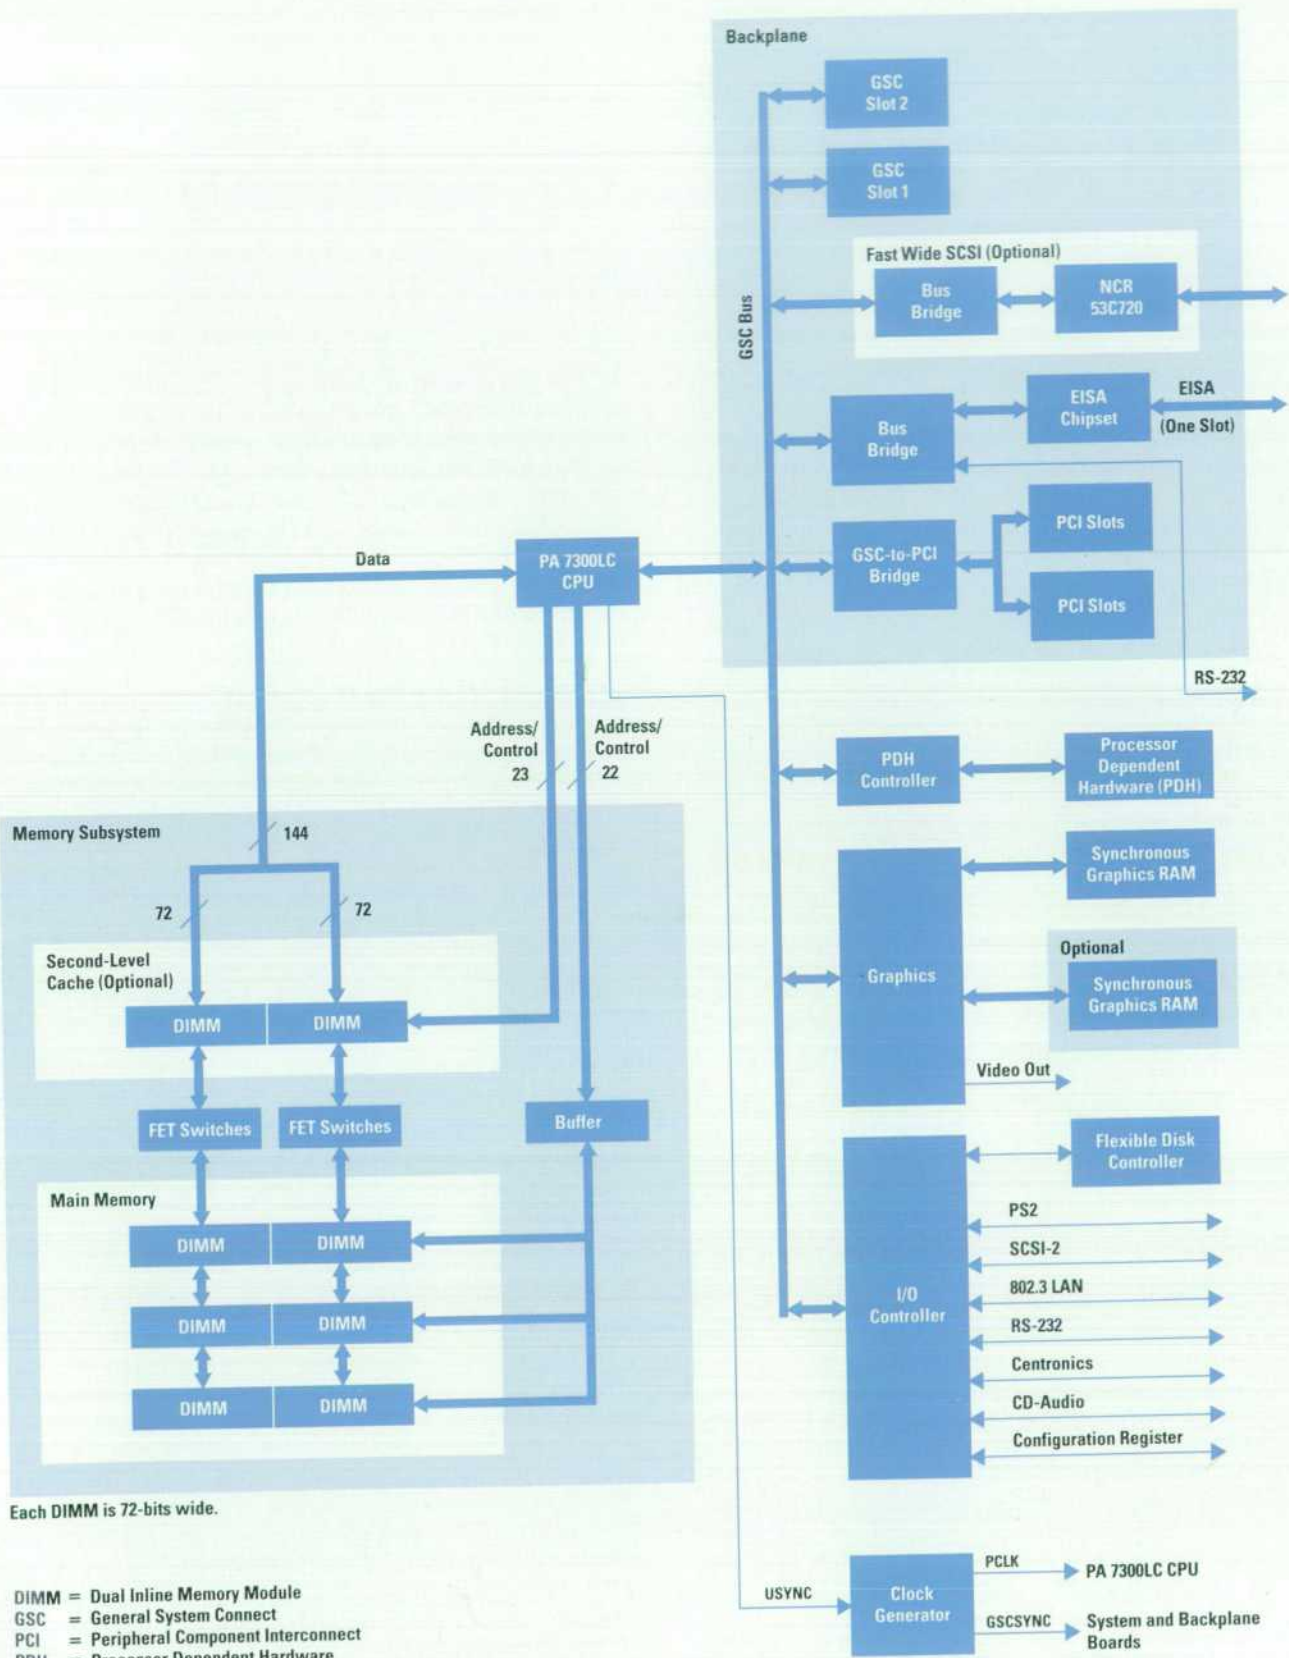 Backplane
GSC
Slot 2
GSC
Slot 1
Fast Wide SCSI (Optional)
Bus
Bridge
NCR
53C720
GSC Bus
Bus
Bridge
EISA
Chipset
EISA
(One Slot)
GSC-to-PCI
Bridge
PCI Slots
PCI Slots
RS-232
Data
PA 7300LC
CPU
Address/
Control
23
Address/
Control
22
PDH
Controller
Processor
Dependent
Hardware (PDH)
Memory Subsystem
144
72
72
Second-Level
Cache (Optional)
DIMM
DIMM
FET Switches
FET Switches
Buffer
Main Memory
DIMM
DIMM
DIMM
DIMM
DIMM
DIMM
Graphics
Synchronous
Graphics RAM
Optional
Synchronous
Graphics RAM
Video Out
I/O
Controller
Flexible Disk
Controller
PS2
SCSI-2
802.3 LAN
RS-232
Centronics
CD-Audio
Configuration Register
Each DIMM is 72-bits wide.
DIMM = Dual Inline Memory Module
GSC = General System Connect
PCI = Peripheral Component Interconnect
PDH = Processor Dependent Hardware
USYNC
Clock
Generator
PCLK
PA 7300LC CPU
GSCSYNC
System and Backplane
Boards